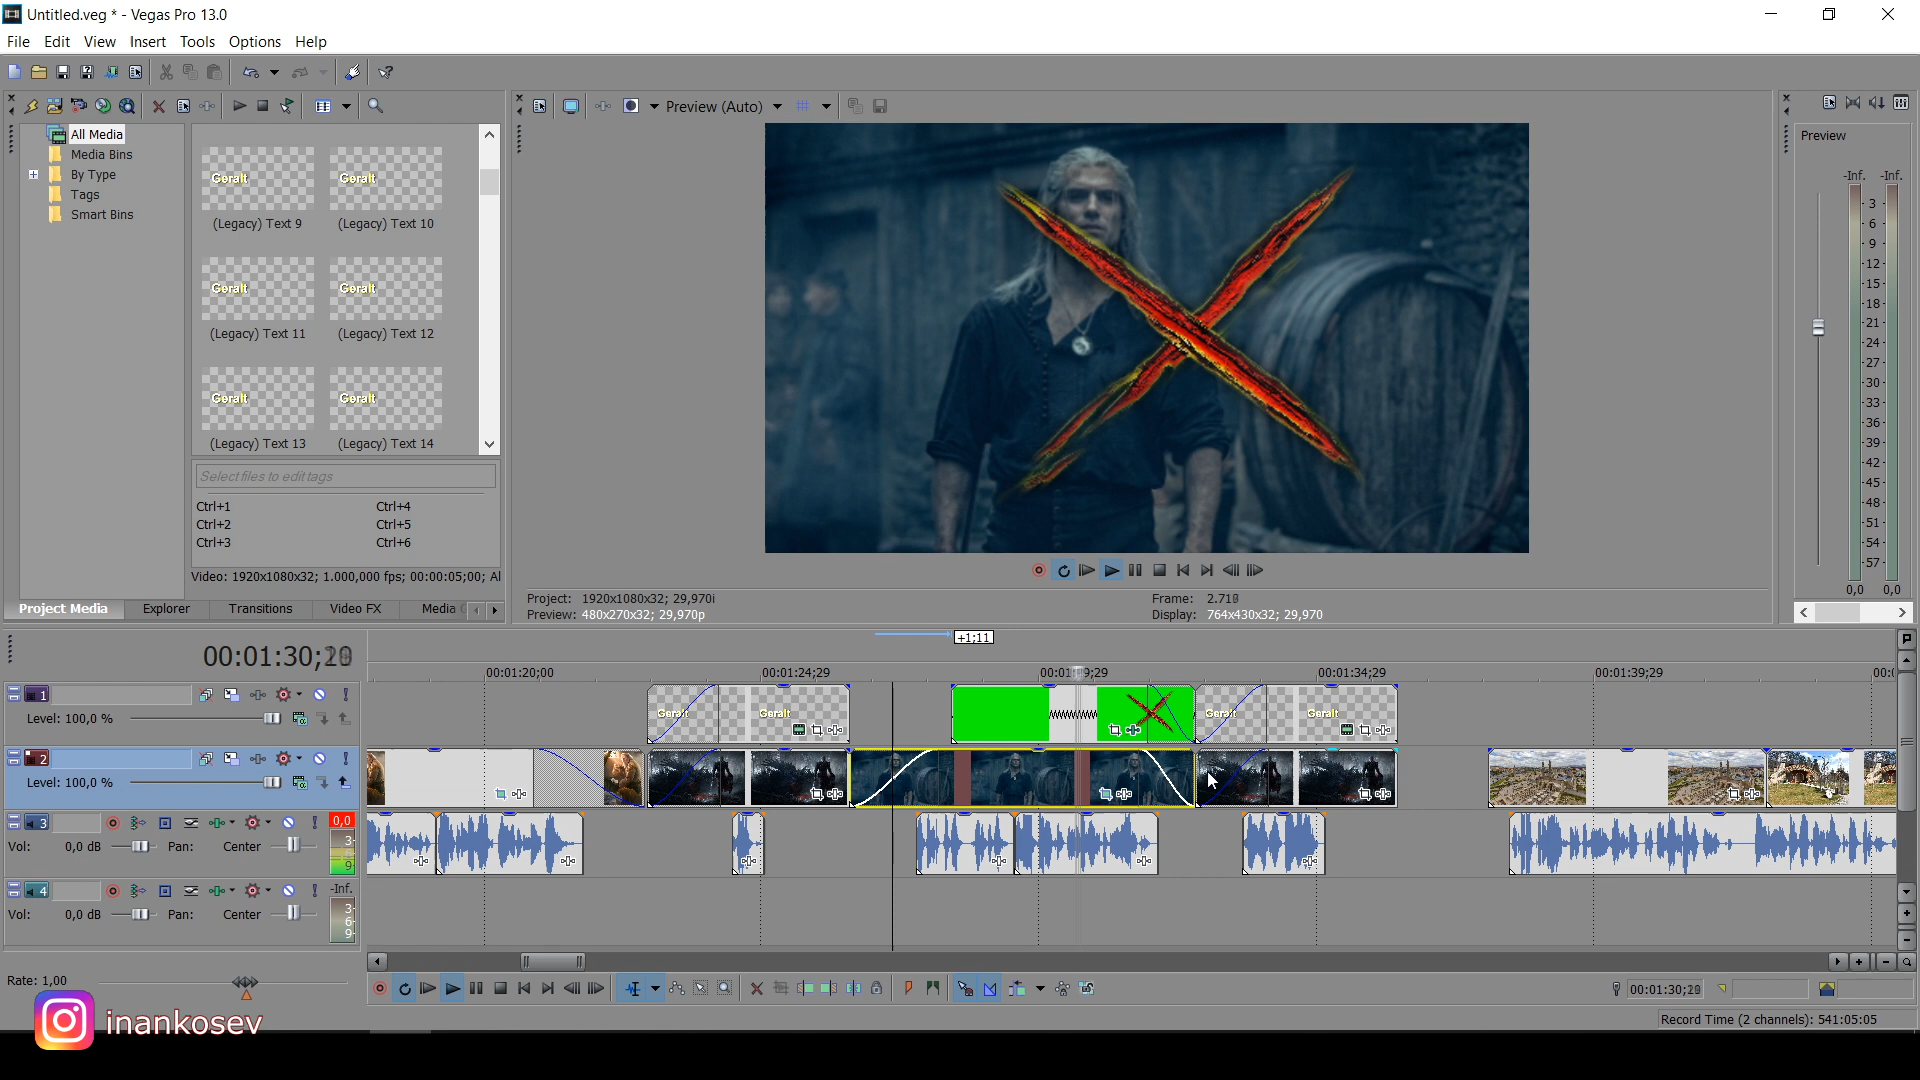 Untitled.veg * - Vegas Pro 13.0
File Edit View Insert Tools Options Help
Preview (Auto)
All Media
Media Bins
By Type
Tags
Smart Bins
Geralt Geralt
(Legacy) Text 9 (Legacy) Text 10
Geralt Geralt
(Legacy) Text 11 (Legacy) Text 12
Geralt Geralt
(Legacy) Text 13 (Legacy) Text 14
Select files to edit tags
Ctrl+1 Ctrl+4
Ctrl+2 Ctrl+5
Ctrl+3 Ctrl+6
Video: 1920x1080x32; 1.000,000 fps; 00:00:05;00; Al
Project Media Explorer Transitions Video FX Media
Project: 1920x1080x32; 29,970i
Preview: 480x270x32; 29,970p
Frame: 2.71
Display: 764x430x32; 29,970
Preview
-Inf. -Inf.
3
6
9
-12-
-15-
-18-
-21-
-24-
-27-
-30-
-33-
-36-
-39-
-42-
-45-
-48-
-51-
-54-
-57-
0,0 0,0
00:01:30;
+1;11
00:01:20;00 00:01:24;29 00:01:29;29 00:01:34;29 00:01:39;29 00:0
1
Level: 100,0 %
Geralt Geralt Geralt Geralt
2
Level: 100,0 %
3
0,0
Vol: 0,0 dB Pan: Center
3
9
4
-Inf.
Vol: 0,0 dB Pan: Center
3
6
9
Rate: 1,00
00:01:30;
Record Time (2 channels): 541:05:05
inankosev